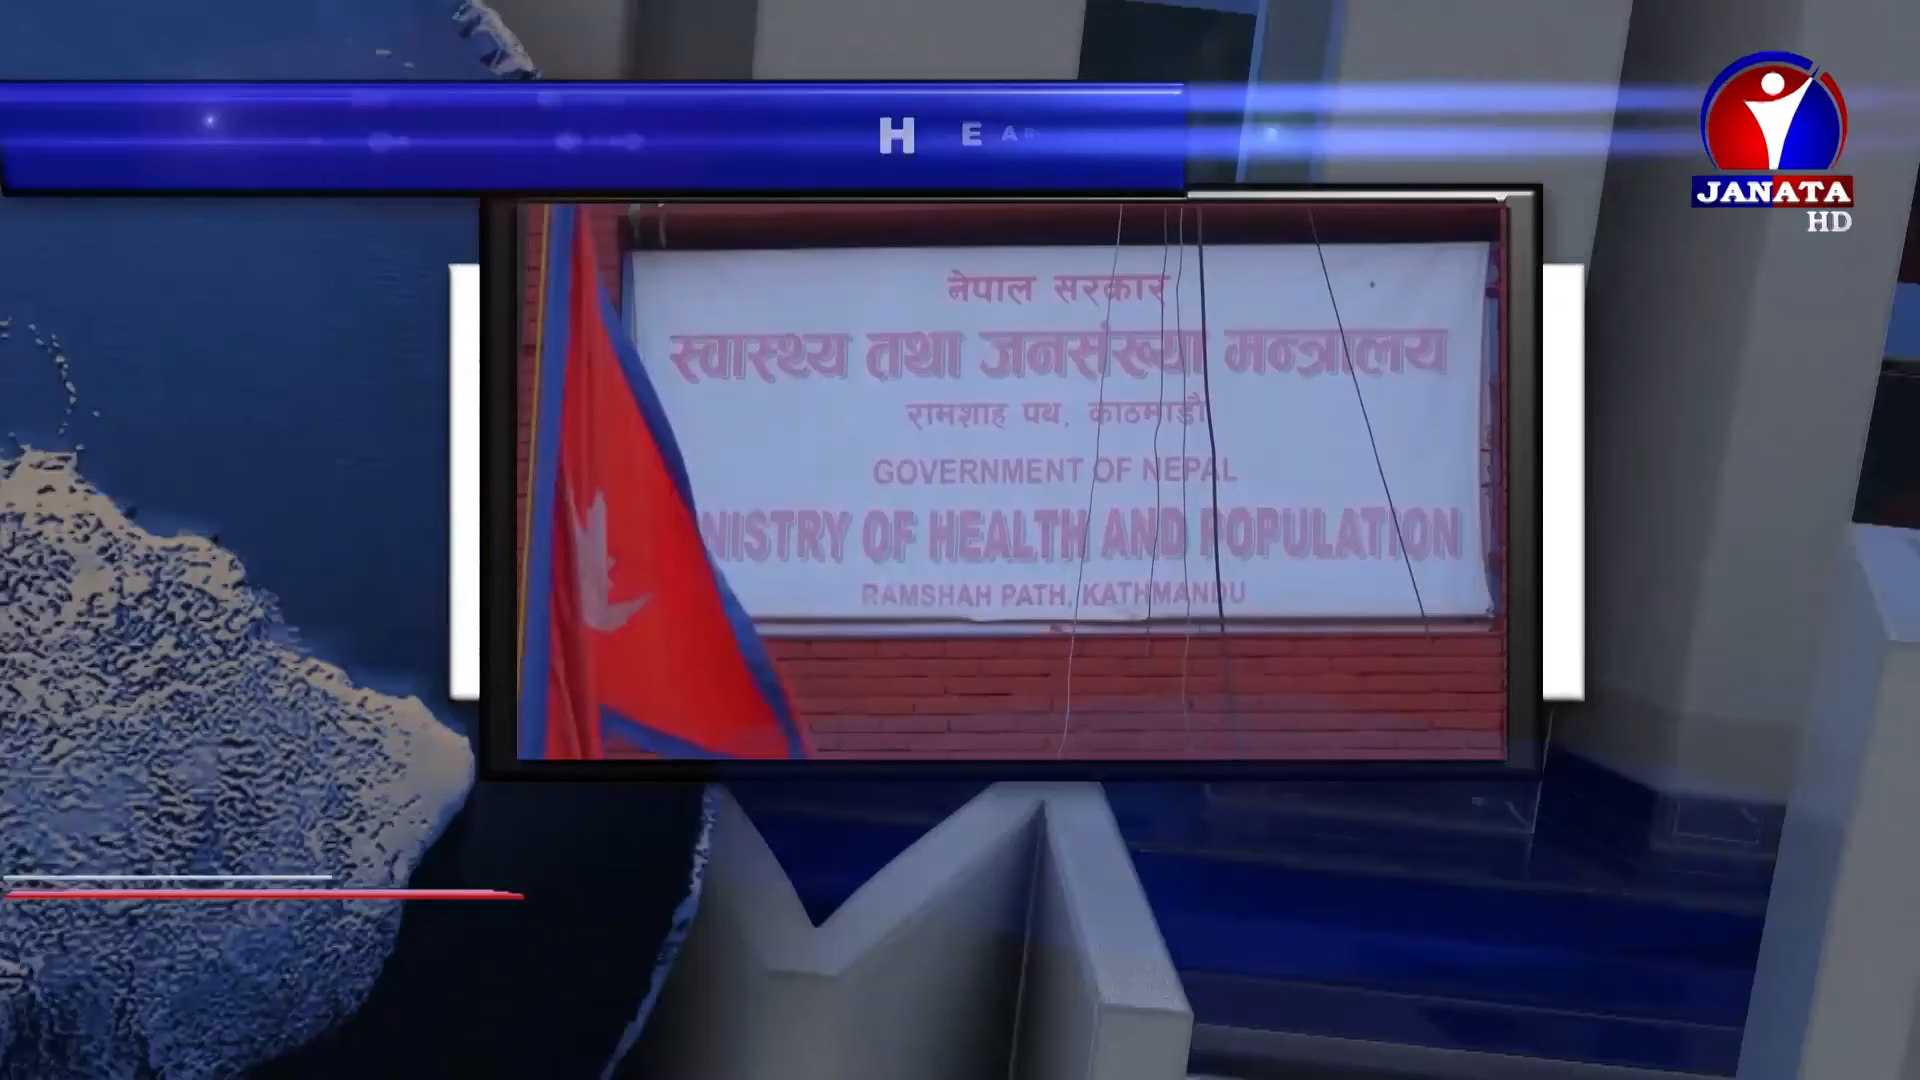 H E A
JANATA
HD
नेपाल सरकार
स्वास्थ्य तथा जनसंख्या मन्त्रालय
रामशाह पथ, काठमाडौं
GOVERNMENT OF NEPAL
NISTRY OF HEALTH AND POPULATION
RAMSHAH PATH, KATHMANDU